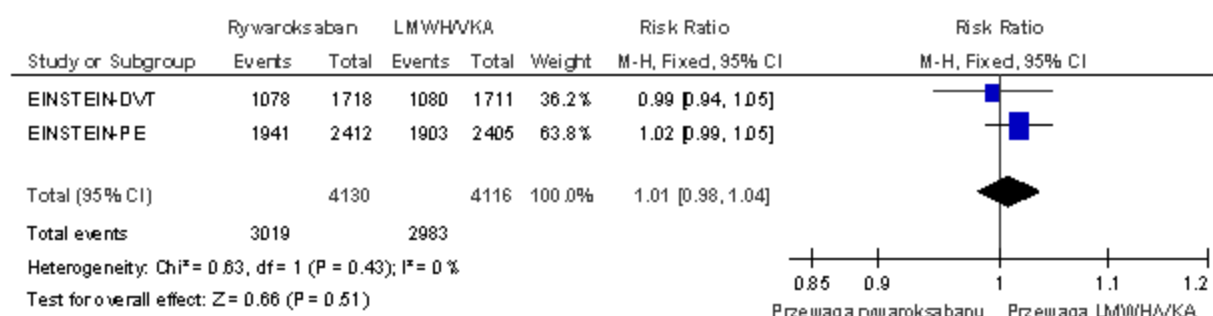 Rywaroksaban LMWH/VKA Risk Ratio Risk Ratio
Study or Subgroup Events Total Events Total Weight M-H, Fixed, 95% CI M-H, Fixed, 95% CI
EINSTEIN-DVT 1078 1718 1080 1711 36.2% 0.99 [0.94, 1.05]
EINSTEIN-PE 1941 2412 1903 2405 63.8% 1.02 [0.99, 1.05]
Total (95% CI) 4130 4116 100.0% 1.01 [0.98, 1.04]
Total events 3019 2983
Heterogeneity: Chi² = 0.63, df = 1 (P = 0.43); I² = 0%
Test for overall effect: Z = 0.66 (P = 0.51)
0.85 0.9 1 1.1 1.2
Przewaga rywaroksabanu Przewaga LMWH/VKA